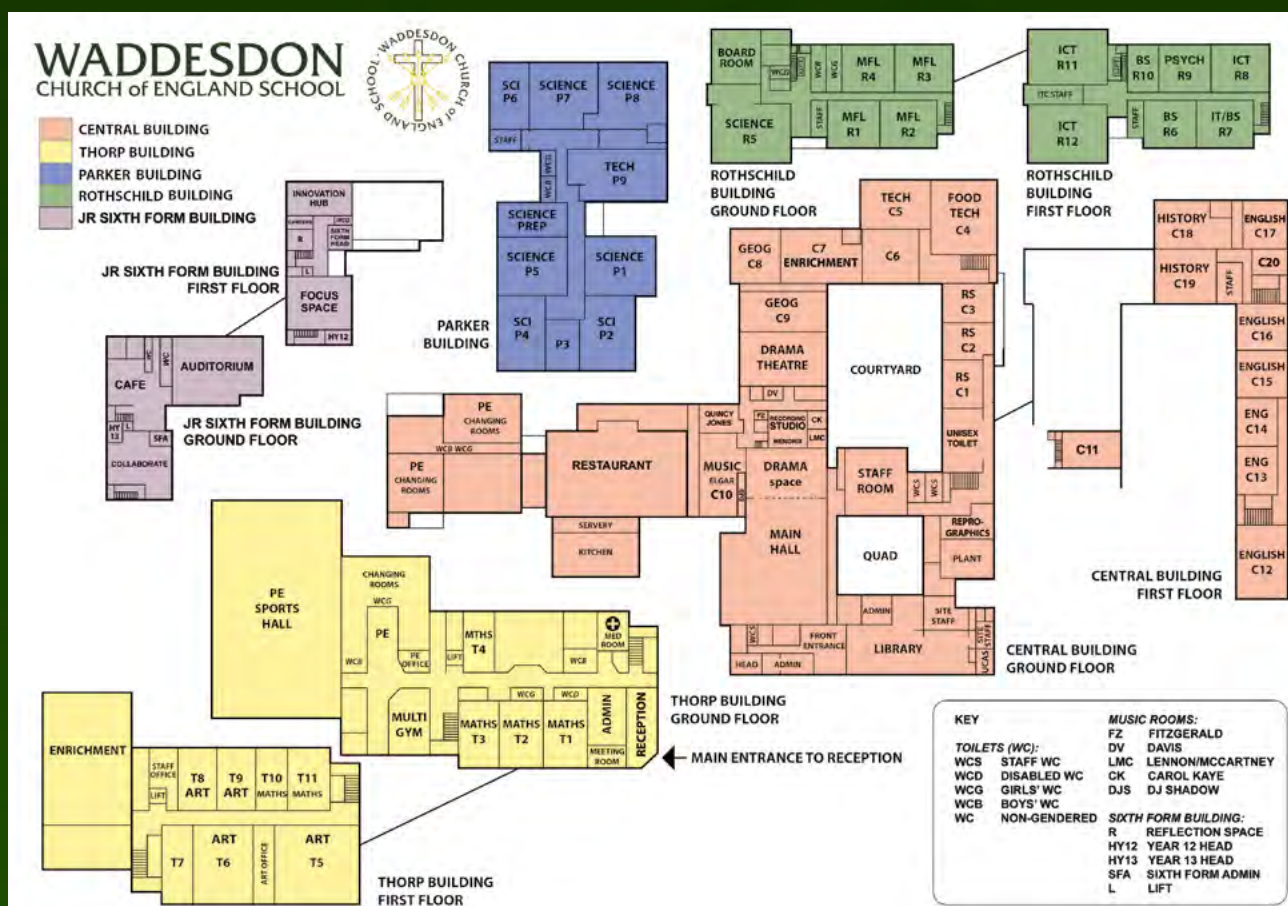 WADDESDON
CHURCH of ENGLAND SCHOOL
WADDESDON CHURCH of ENGLAND SCHOOL
CENTRAL BUILDING
THORP BUILDING
PARKER BUILDING
ROTHSCHILD BUILDING
JR SIXTH FORM BUILDING
INNOVATION
HUB
WCD
SIXTH
FORM
HEAD
R
L
FOCUS
SPACE
HY12
JR SIXTH FORM BUILDING
FIRST FLOOR
WC
WC
CAFE
AUDITORIUM
HY
13
L
SFA
COLLABORATE
JR SIXTH FORM BUILDING
GROUND FLOOR
SCI
P6
SCIENCE
P7
SCIENCE
P8
STAFF
WCG
WCB
TECH
P9
SCIENCE
PREP
SCIENCE
P5
SCIENCE
P1
SCI
P4
P3
SCI
P2
PARKER
BUILDING
BOARD
ROOM
WCD
WCB
WCG
MFL
R4
MFL
R3
SCIENCE
R5
STAFF
MFL
R1
MFL
R2
ROTHSCHILD
BUILDING
GROUND FLOOR
ICT
R11
BS
R10
PSYCH
R9
ICT
R8
ITC STAFF
ICT
R12
STAFF
BS
R6
IT/BS
R7
ROTHSCHILD
BUILDING
FIRST FLOOR
TECH
C5
FOOD
TECH
C4
GEOG
C8
C7
ENRICHMENT
C6
GEOG
C9
RS
C3
DRAMA
THEATRE
COURTYARD
RS
C2
RS
C1
DV
QUINCY
JONES
FZ
RECORDING
STUDIO
CK
HENDRIX
LMC
UNISEX
TOILET
PE
CHANGING
ROOMS
WCB WCG
PE
CHANGING
ROOMS
RESTAURANT
MUSIC
ELGAR
C10
DJS
DRAMA
space
STAFF
ROOM
WCS
WCS
SERVERY
KITCHEN
MAIN
HALL
QUAD
REPRO-
GRAPHICS
PLANT
ADMIN
SITE
STAFF
WCS
FRONT
ENTRANCE
LIBRARY
SITE
STAFF
HEAD
ADMIN
UCAS
CENTRAL BUILDING
GROUND FLOOR
HISTORY
C18
ENGLISH
C17
HISTORY
C19
STAFF
C20
ENGLISH
C16
ENGLISH
C15
ENG
C14
C11
ENG
C13
ENGLISH
C12
CENTRAL BUILDING
FIRST FLOOR
PE
SPORTS
HALL
CHANGING
ROOMS
WCG
PE
WCB
PE
OFFICE
LIFT
MTHS
T4
WCB
MED
ROOM
MULTI
GYM
WCG
WCD
MATHS
T3
MATHS
T2
MATHS
T1
ADMIN
MEETING
ROOM
RECEPTION
THORP BUILDING
GROUND FLOOR
MAIN ENTRANCE TO RECEPTION
ENRICHMENT
STAFF
OFFICE
LIFT
T8
ART
T9
ART
T10
MATHS
T11
MATHS
T7
ART
T6
ART OFFICE
ART
T5
THORP BUILDING
FIRST FLOOR
KEY
TOILETS (WC):
WCS STAFF WC
WCD DISABLED WC
WCG GIRLS' WC
WCB BOYS' WC
WC NON-GENDERED
MUSIC ROOMS:
FZ FITZGERALD
DV DAVIS
LMC LENNON/MCCARTNEY
CK CAROL KAYE
DJS DJ SHADOW
SIXTH FORM BUILDING:
R REFLECTION SPACE
HY12 YEAR 12 HEAD
HY13 YEAR 13 HEAD
SFA SIXTH FORM ADMIN
L LIFT